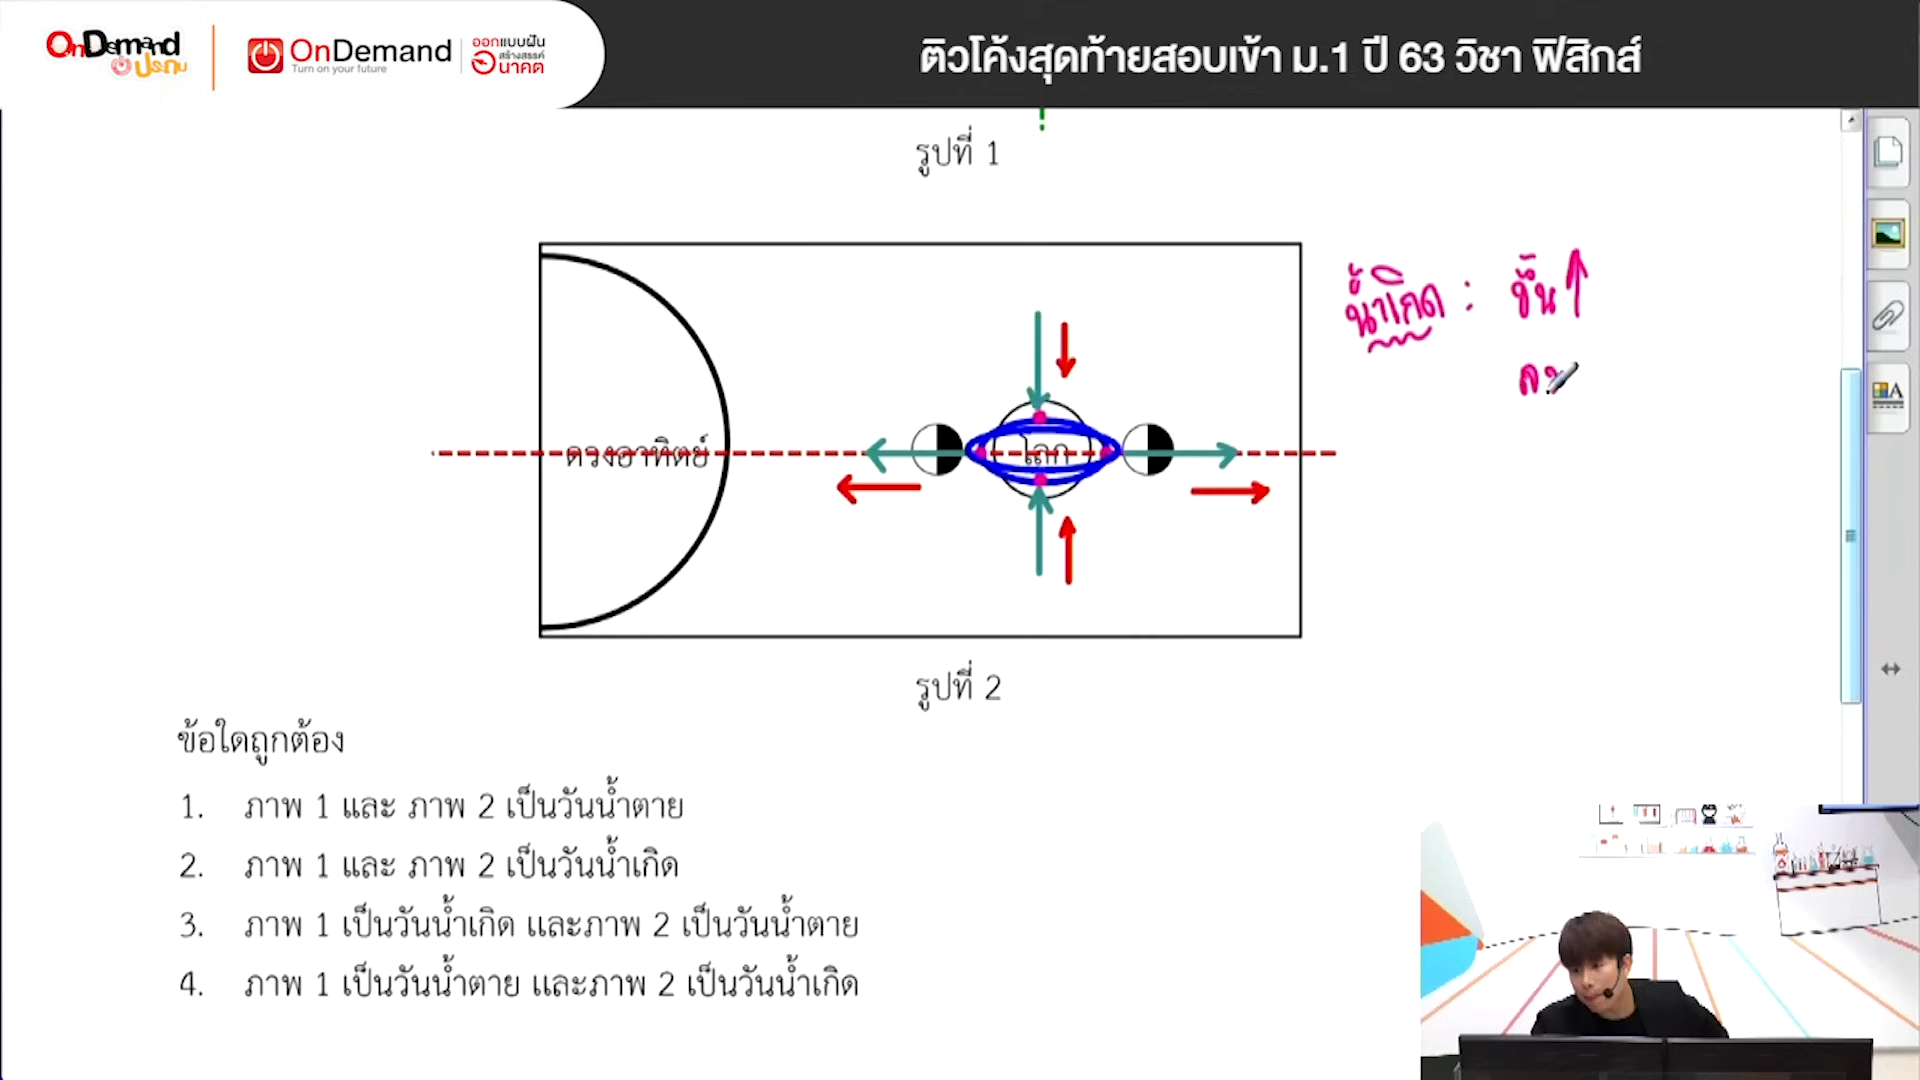 OnDemand
ประถม
OnDemand
Turn on your future
ออกแบบฝัน
สร้างสรรค์
อนาคต
ติวโค้งสุดท้ายสอบเข้า ม.1 ปี 63 วิชา ฟิสิกส์
รูปที่ 1
น้ำเกิด : ขึ้น↑
ดวงอาทิตย์
โลก
รูปที่ 2
ข้อใดถูกต้อง
1. ภาพ 1 และ ภาพ 2 เป็นวันน้ำตาย
2. ภาพ 1 และ ภาพ 2 เป็นวันน้ำเกิด
3. ภาพ 1 เป็นวันน้ำเกิด และภาพ 2 เป็นวันน้ำตาย
4. ภาพ 1 เป็นวันน้ำตาย และภาพ 2 เป็นวันน้ำเกิด